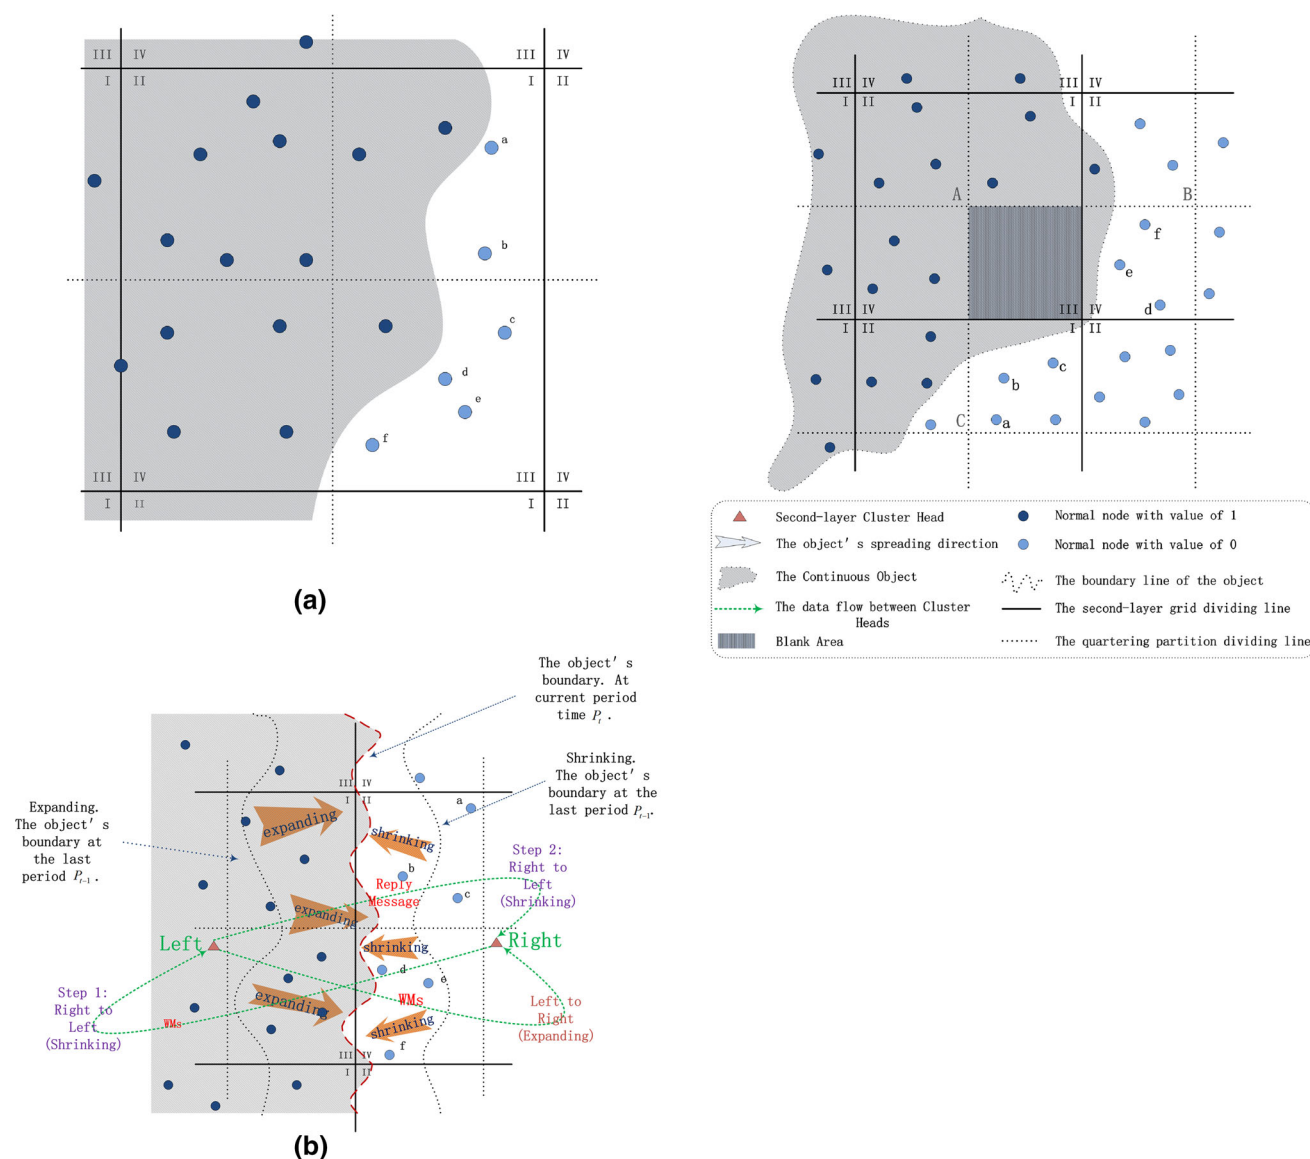 III IV III IV
I II I II
a
b
c
d
e
f
III IV III IV
I II I II
(a)
III IV III IV
I II I II
A B
f
e
d
III IV III IV
I II I II
c
b
C a
Second-layer Cluster Head
Normal node with value of 1
The object's spreading direction
Normal node with value of 0
The Continuous Object
The boundary line of the object
The data flow between Cluster
Heads
The second-layer grid dividing line
Blank Area
The quartering partition dividing line
The object's
boundary. At
current period
time Pt .
Shrinking.
The object's
boundary at the
last period Pt-1.
Expanding.
The object's
boundary at
the last
period Pt-1.
III IV
I II
a
expanding
shrinking
Step 2:
Right to
Left
(Shrinking)
b
Reply
Message
c
expanding
Left
shrinking
Right
d
e
expanding
WMs
Step 1:
Right to
Left
(Shrinking)
WMs
shrinking
Left to
Right
(Expanding)
f
III IV
I II
(b)